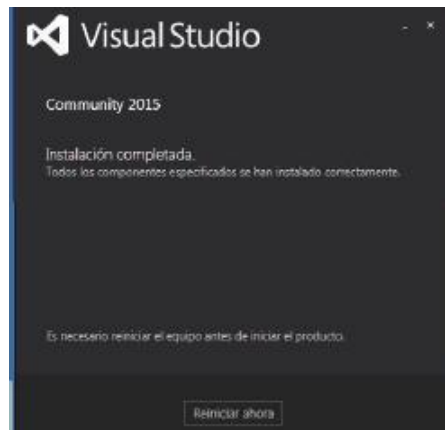 Visual Studio
Community 2015
Instalación completada.
Todos los componentes especificados se han instalado correctamente.
Es necesario reiniciar el equipo antes de iniciar el producto.
Reiniciar ahora